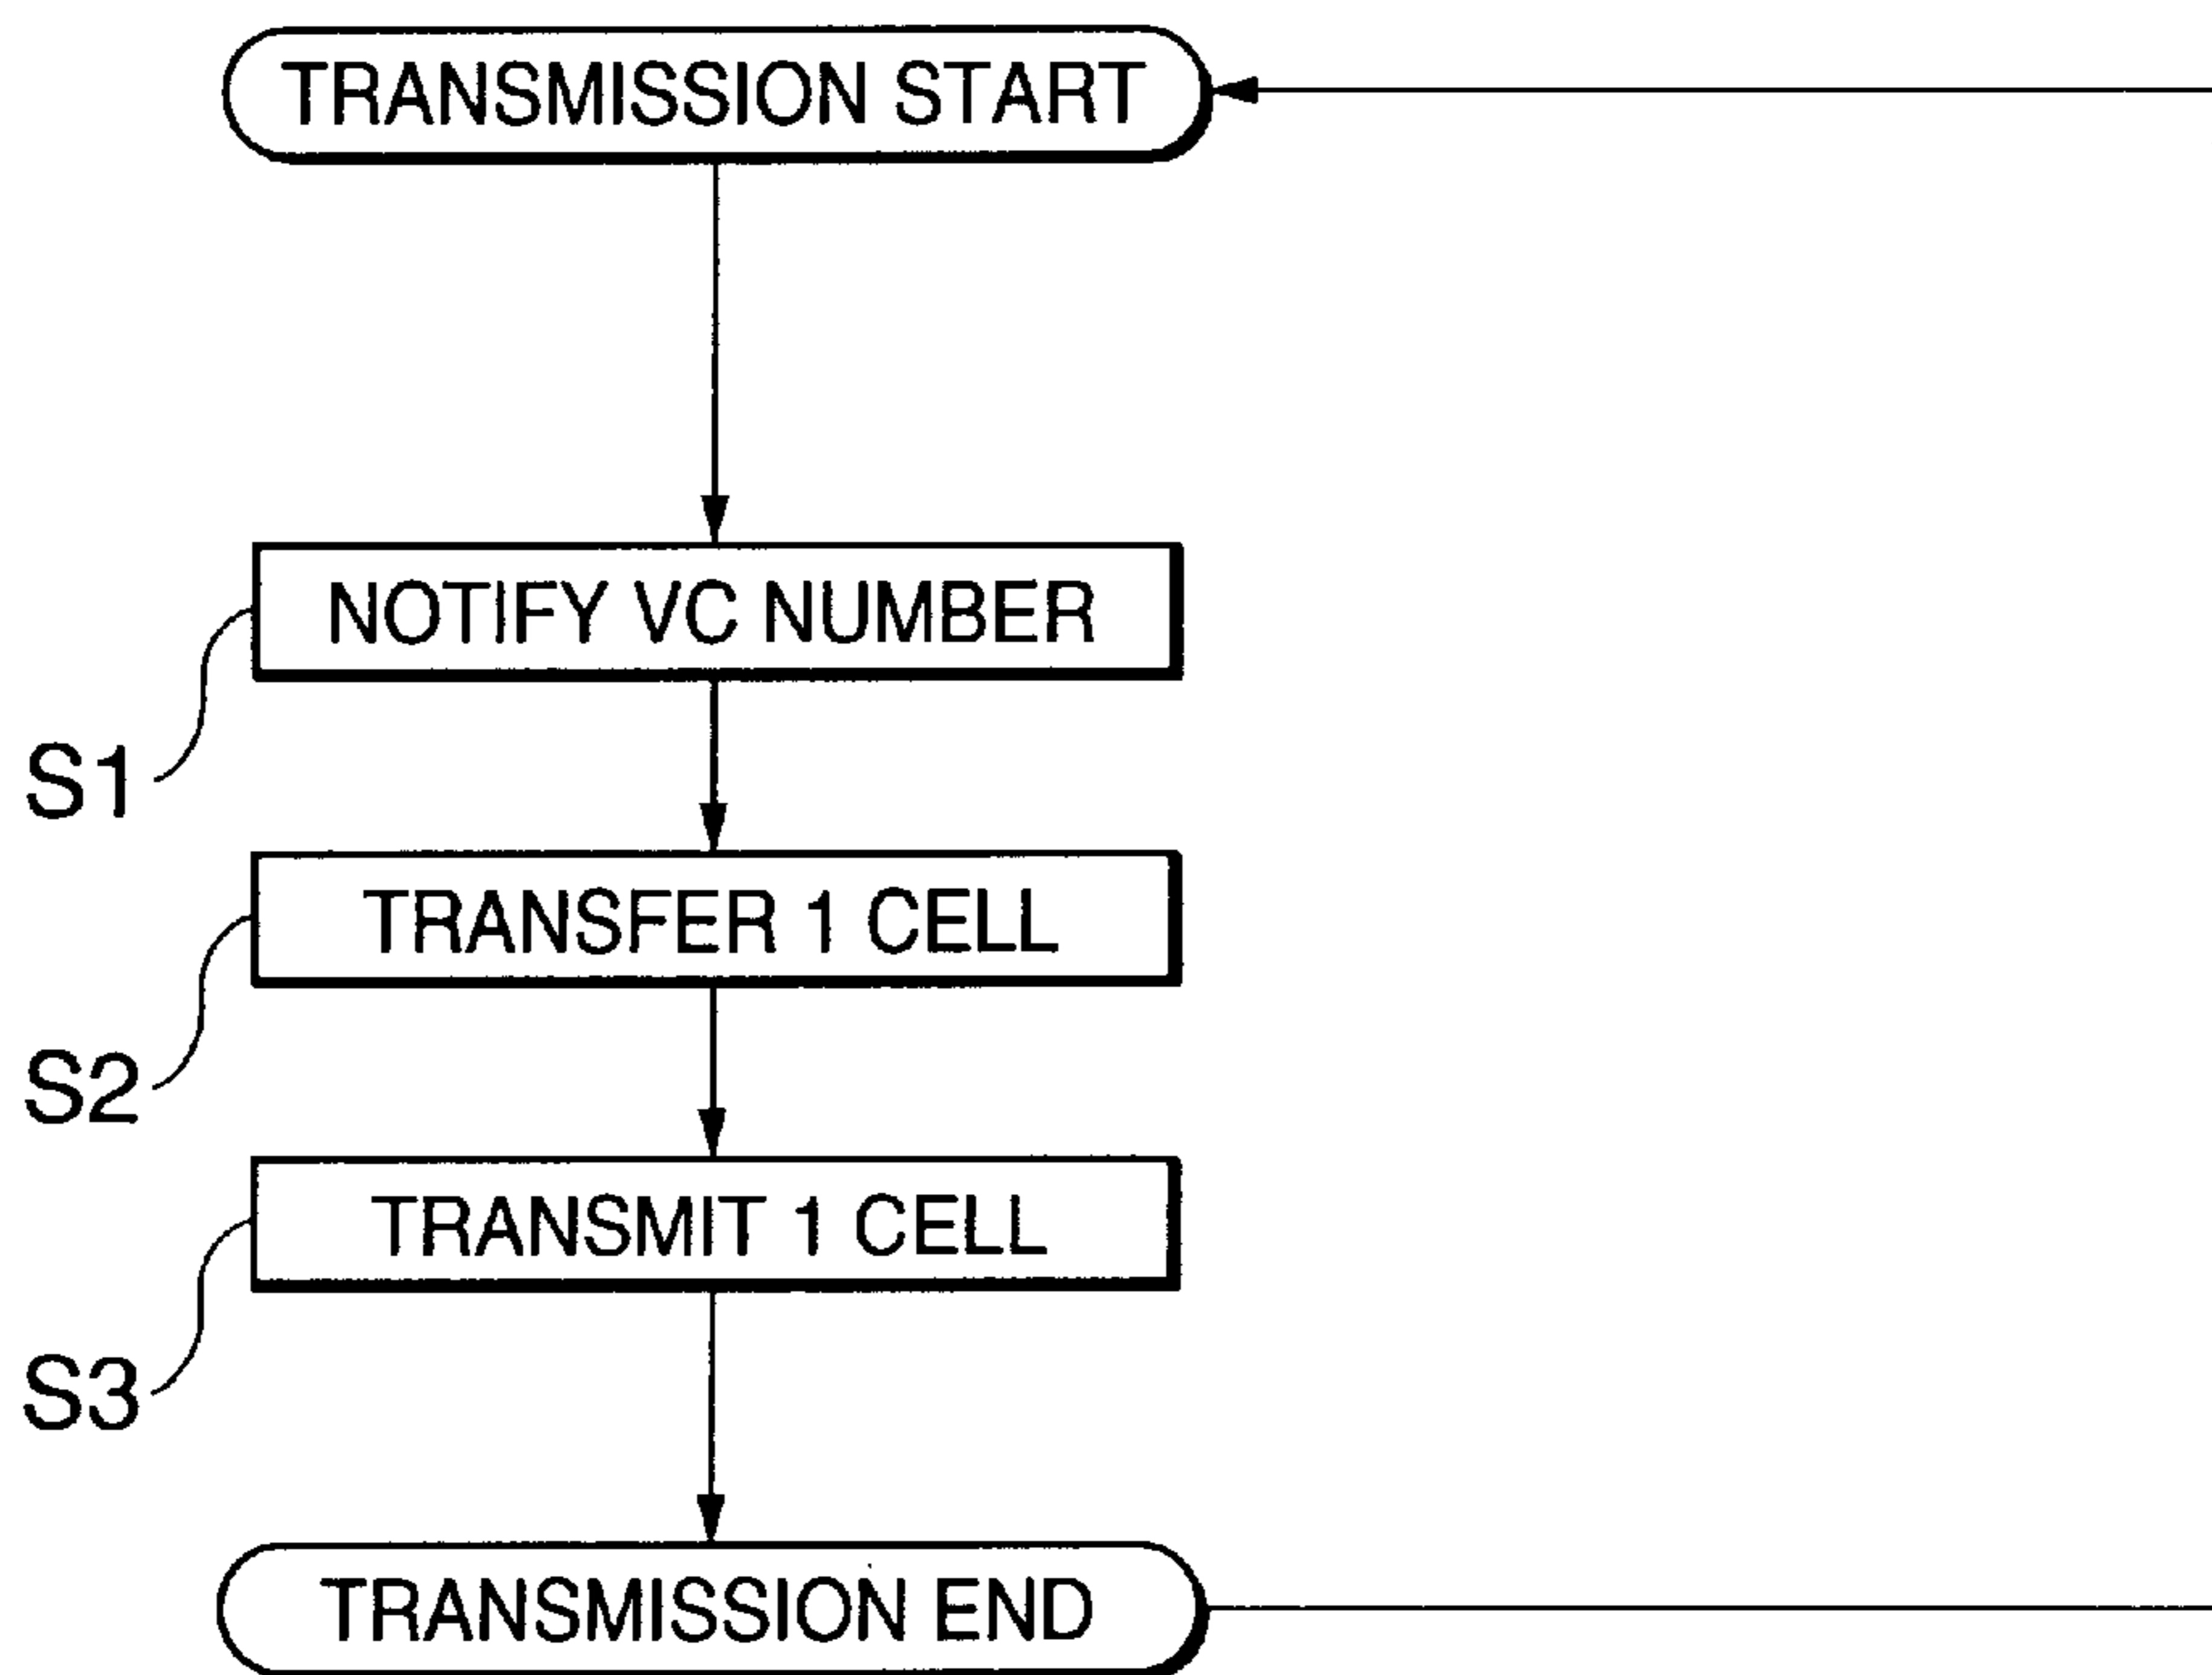 TRANSMISSION START
NOTIFY VC NUMBER
S1
TRANSFER 1 CELL
S2
TRANSMIT 1 CELL
S3
TRANSMISSION END